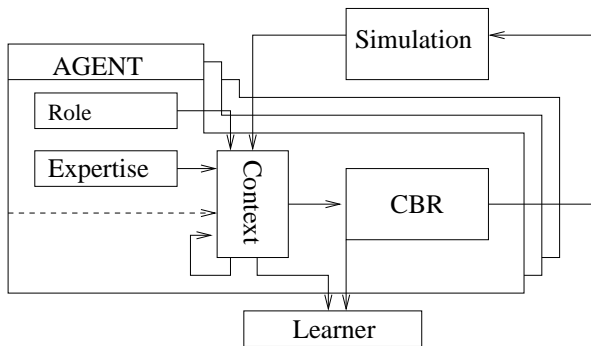 Simulation
AGENT
Role
Expertise
Context
CBR
Learner